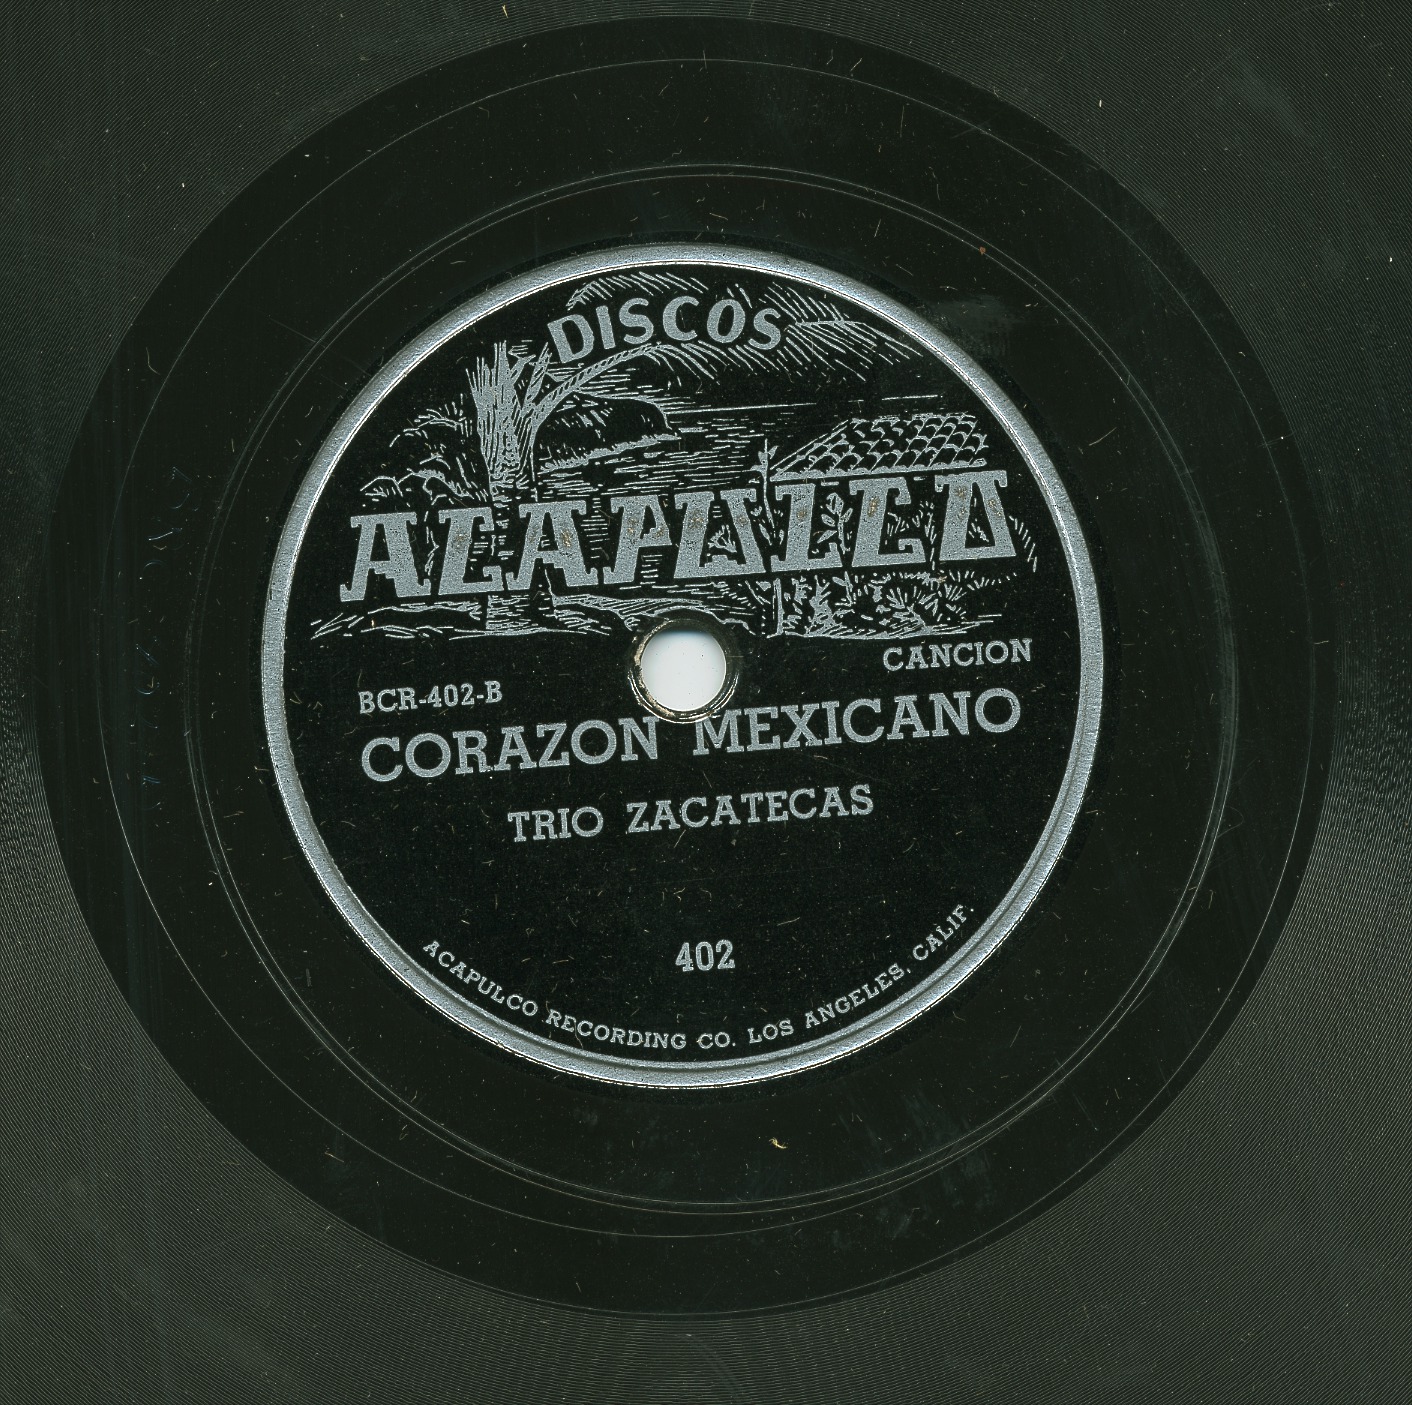 DISCOS
ACAPULCO
CANCION
BCR-402-B
CORAZON MEXICANO
TRIO ZACATECAS
402
ACAPULCO RECORDING CO. LOS ANGELES, CALIF.